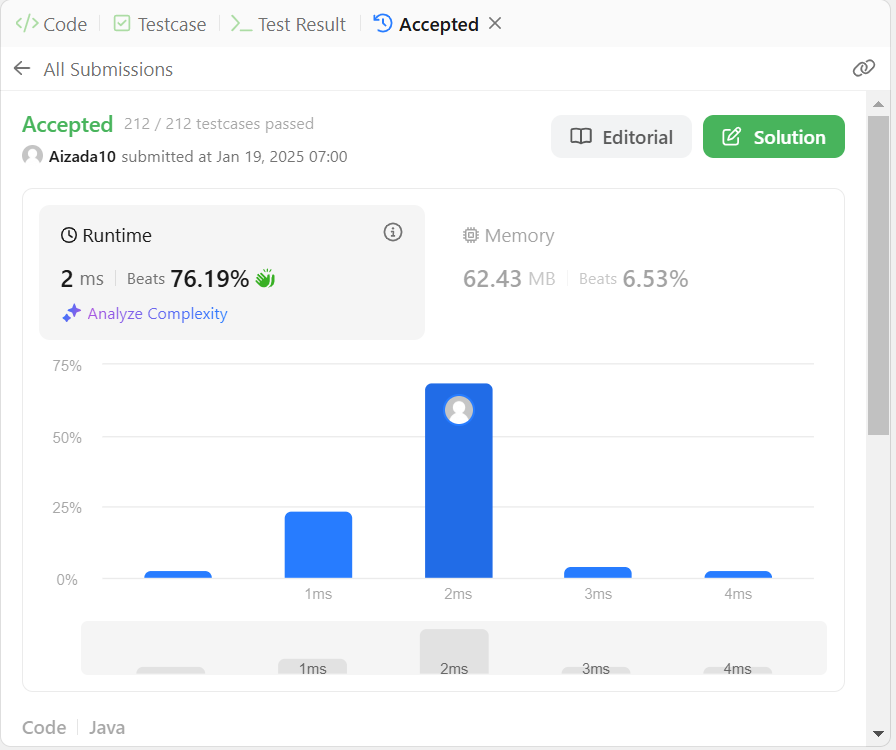 Code Testcase Test Result Accepted
All Submissions
Accepted 212 / 212 testcases passed
Aizada10 submitted at Jan 19, 2025 07:00
Editorial
Solution
Runtime
2 ms Beats 76.19%
Analyze Complexity
Memory
62.43 MB Beats 6.53%
75%
50%
25%
0%
1ms 2ms 3ms 4ms
1ms 2ms 3ms 4ms
Code Java